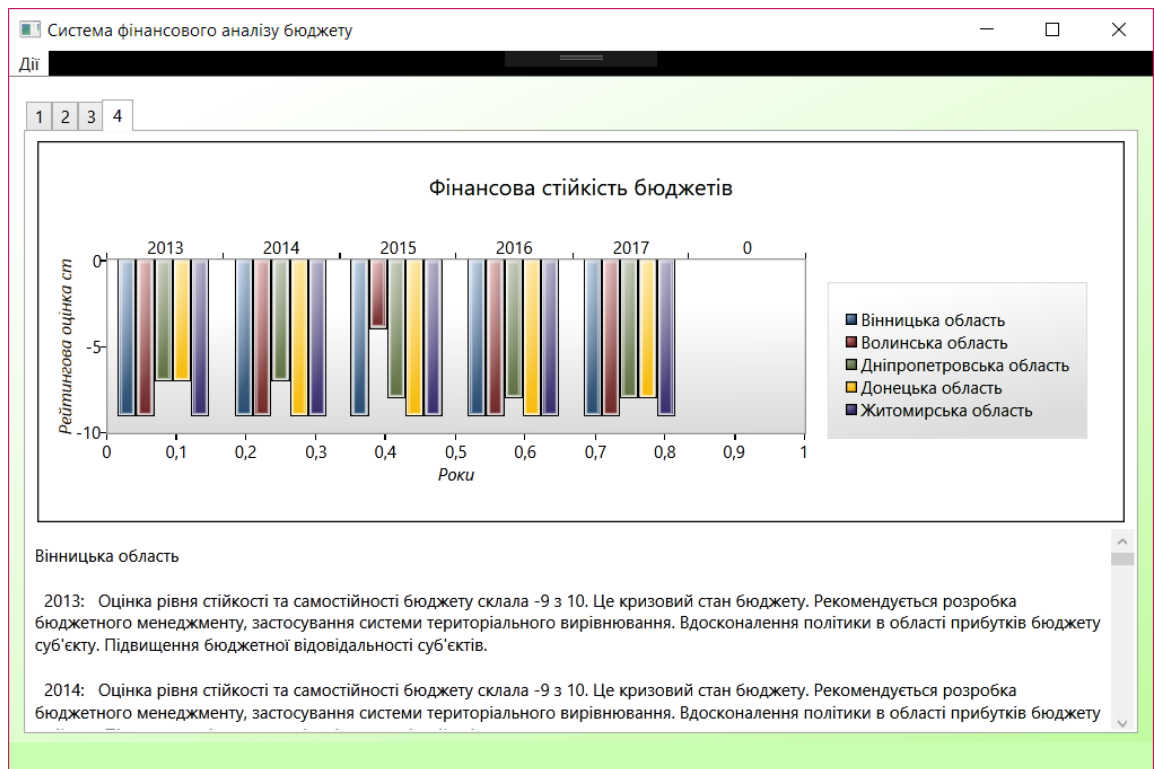 Система фінансового аналізу бюджету
Дії
1 2 3 4
Фінансова стійкість бюджетів
2013 2014 2015 2016 2017 0
Рейтингова оцінка ст
0
-5
-10
0 0,1 0,2 0,3 0,4 0,5 0,6 0,7 0,8 0,9 1
Роки
Вінницька область
Волинська область
Дніпропетровська область
Донецька область
Житомирська область
Вінницька область
2013: Оцінка рівня стійкості та самостійності бюджету склала -9 з 10. Це кризовий стан бюджету. Рекомендується розробка
бюджетного менеджменту, застосування системи територіального вирівнювання. Вдосконалення політики в області прибутків бюджету
суб'єкту. Підвищення бюджетної відовідальності суб'єктів.
2014: Оцінка рівня стійкості та самостійності бюджету склала -9 з 10. Це кризовий стан бюджету. Рекомендується розробка
бюджетного менеджменту, застосування системи територіального вирівнювання. Вдосконалення політики в області прибутків бюджету